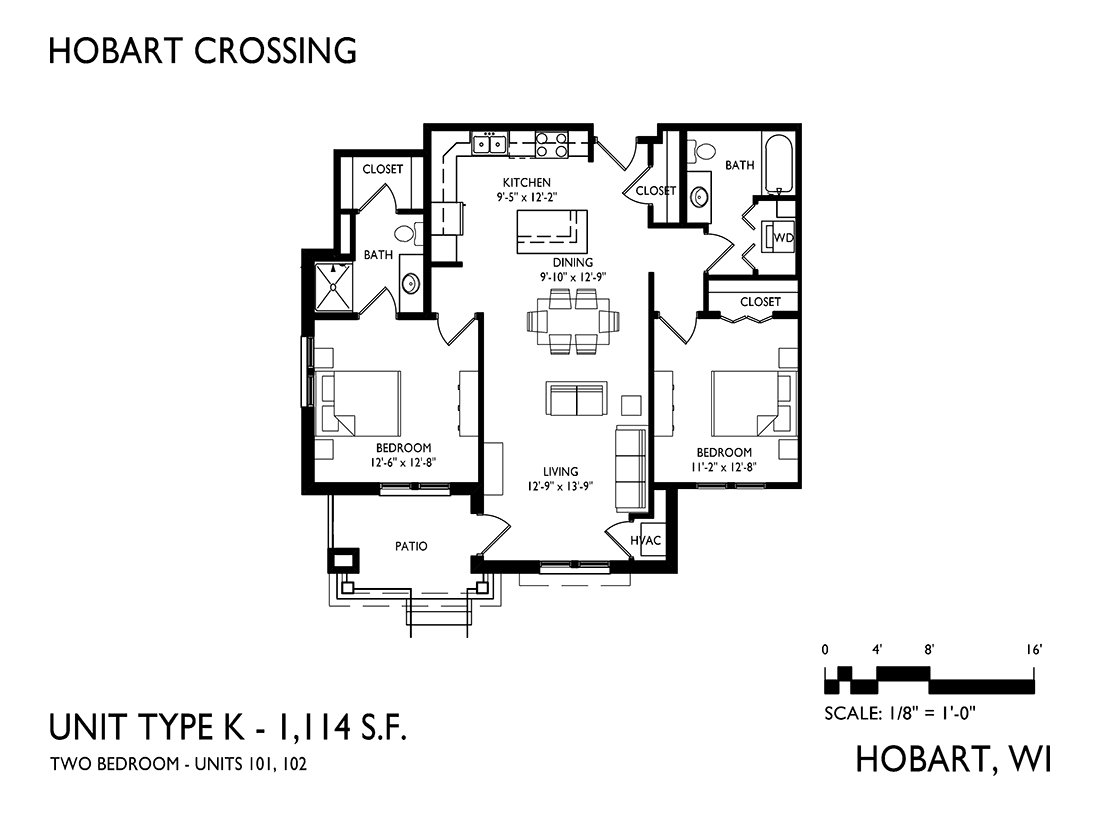 HOBART CROSSING
CLOSET
KITCHEN
9'-5" x 12'-2"
CLOSET
BATH
WD
BATH
DINING
9'-10" x 12'-9"
CLOSET
BEDROOM
12'-6" x 12'-8"
LIVING
12'-9" x 13'-9"
BEDROOM
11'-2" x 12'-8"
PATIO
HVAC
0 4' 8' 16'
SCALE: 1/8" = 1'-0"
UNIT TYPE K - 1,114 S.F.
TWO BEDROOM - UNITS 101, 102
HOBART, WI